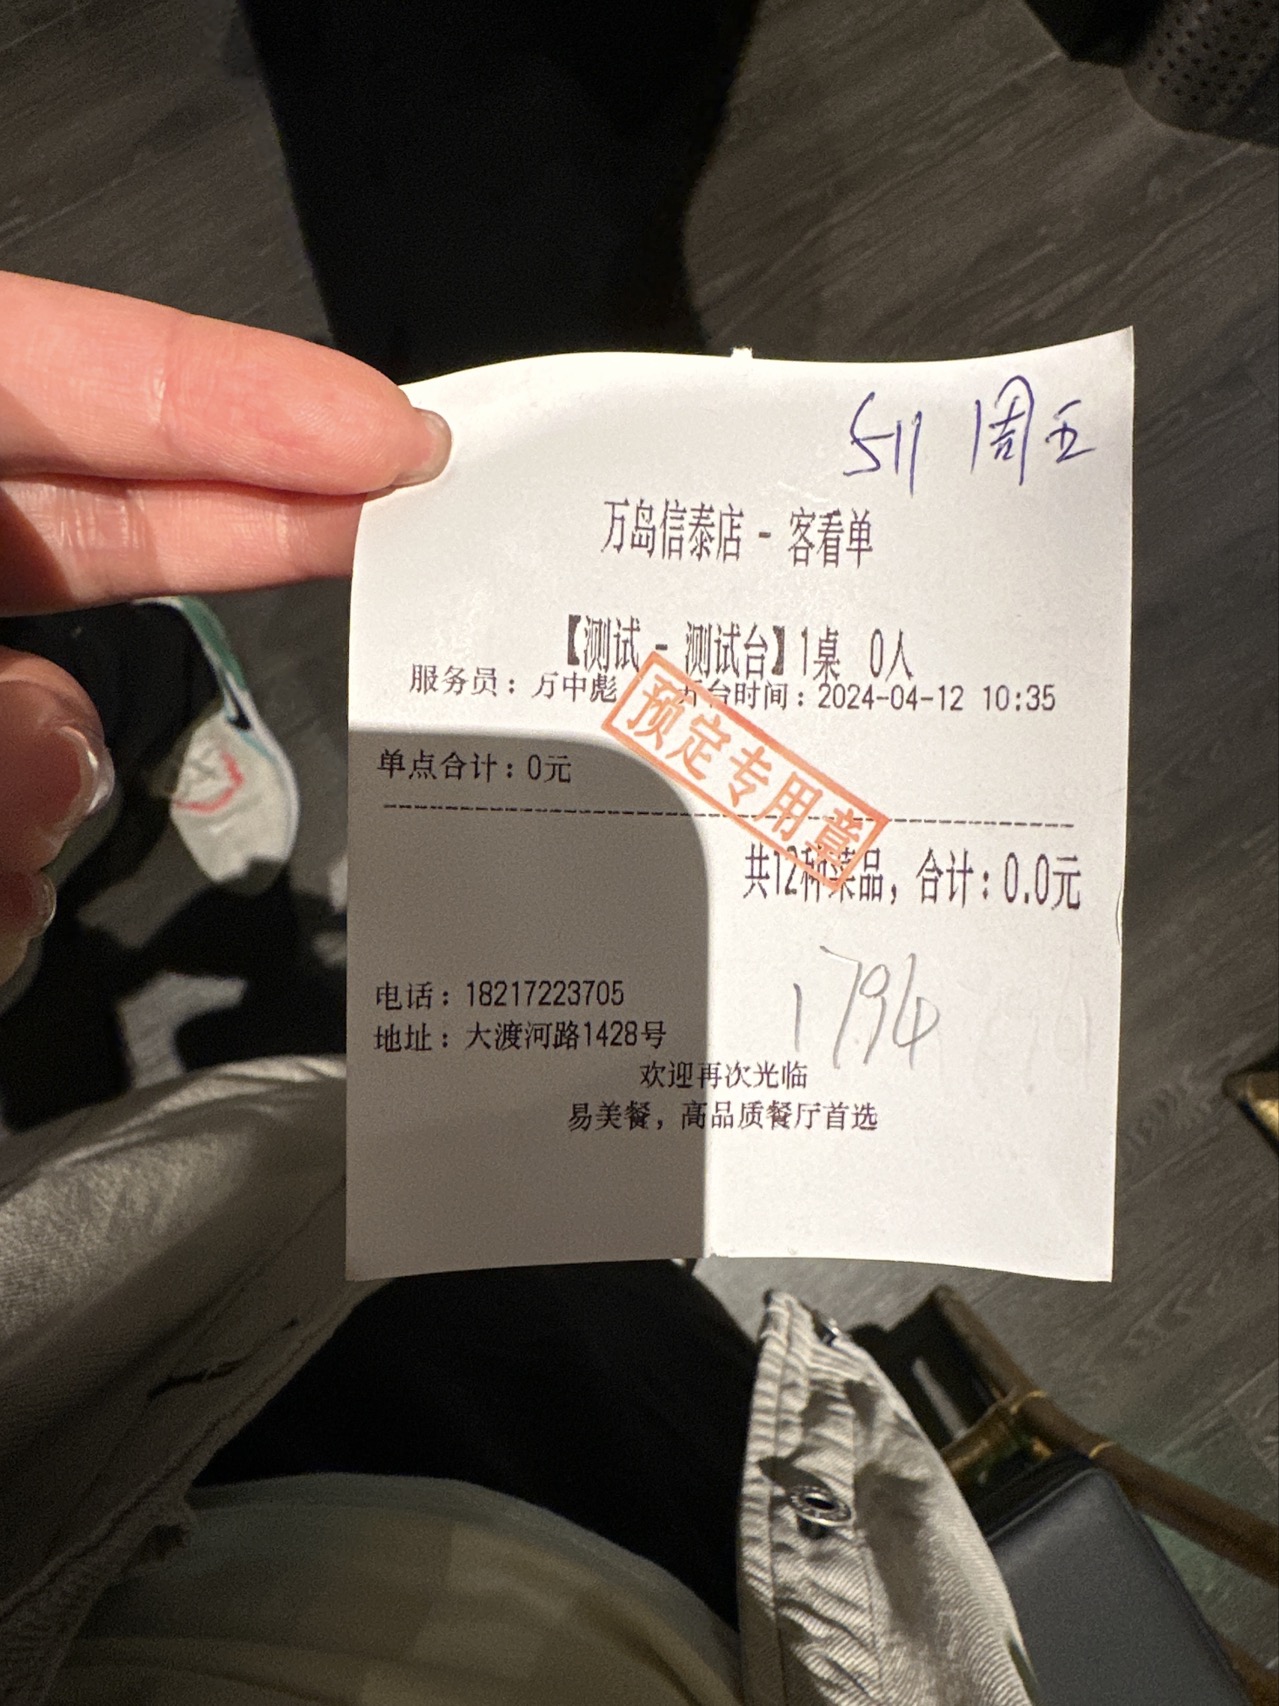 511 周五
万岛信泰店 - 客看单
【测试 - 测试台】1桌 0人
服务员：万中彪 开台时间：2024-04-12 10:35
预定专用章
单点合计：0元
共12种菜品，合计：0.0元
1794
电话：18217223705
地址：大渡河路1428号
欢迎再次光临
易美餐，高品质餐厅首选